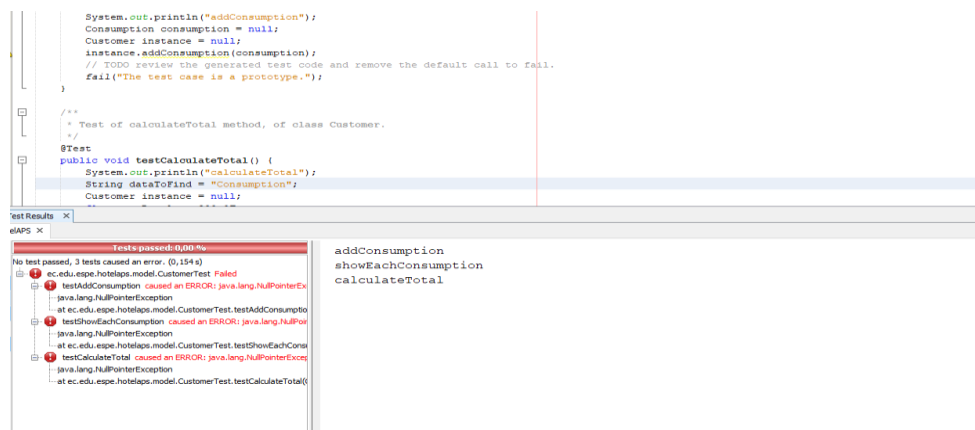 System.out.println("addConsumption");
Consumption consumption = null;
Customer instance = null;
instance.addConsumption(consumption);
// TODO review the generated test code and remove the default call to fail.
fail("The test case is a prototype.");
}
/**
* Test of calculateTotal method, of class Customer.
*/
@Test
public void testCalculateTotal() {
System.out.println("calculateTotal");
String dataToFind = "Consumption";
Customer instance = null;
Test Results ×
elAPS ×
Tests passed: 0,00 %
No test passed, 3 tests caused an error. (0,154 s)
ec.edu.espe.hotelaps.model.CustomerTest Failed
testAddConsumption caused an ERROR: java.lang.NullPointerEx
java.lang.NullPointerException
at ec.edu.espe.hotelaps.model.CustomerTest.testAddConsumptio
testShowEachConsumption caused an ERROR: java.lang.NullPoin
java.lang.NullPointerException
at ec.edu.espe.hotelaps.model.CustomerTest.testShowEachCons
testCalculateTotal caused an ERROR: java.lang.NullPointerExcep
java.lang.NullPointerException
at ec.edu.espe.hotelaps.model.CustomerTest.testCalculateTotal(
addConsumption
showEachConsumption
calculateTotal